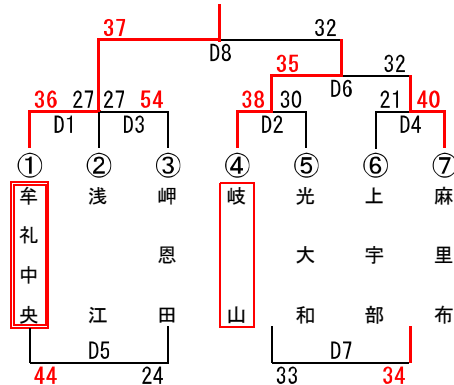 37 32
D8
35 32
D6
36 27 27 54 38 30 21 40
D1 D3 D2 D4
① ② ③ ④ ⑤ ⑥ ⑦
牟礼中央
浅江
岬恩田
岐山
光大和
上宇部
麻里布
D5 D7
44 24 33 34